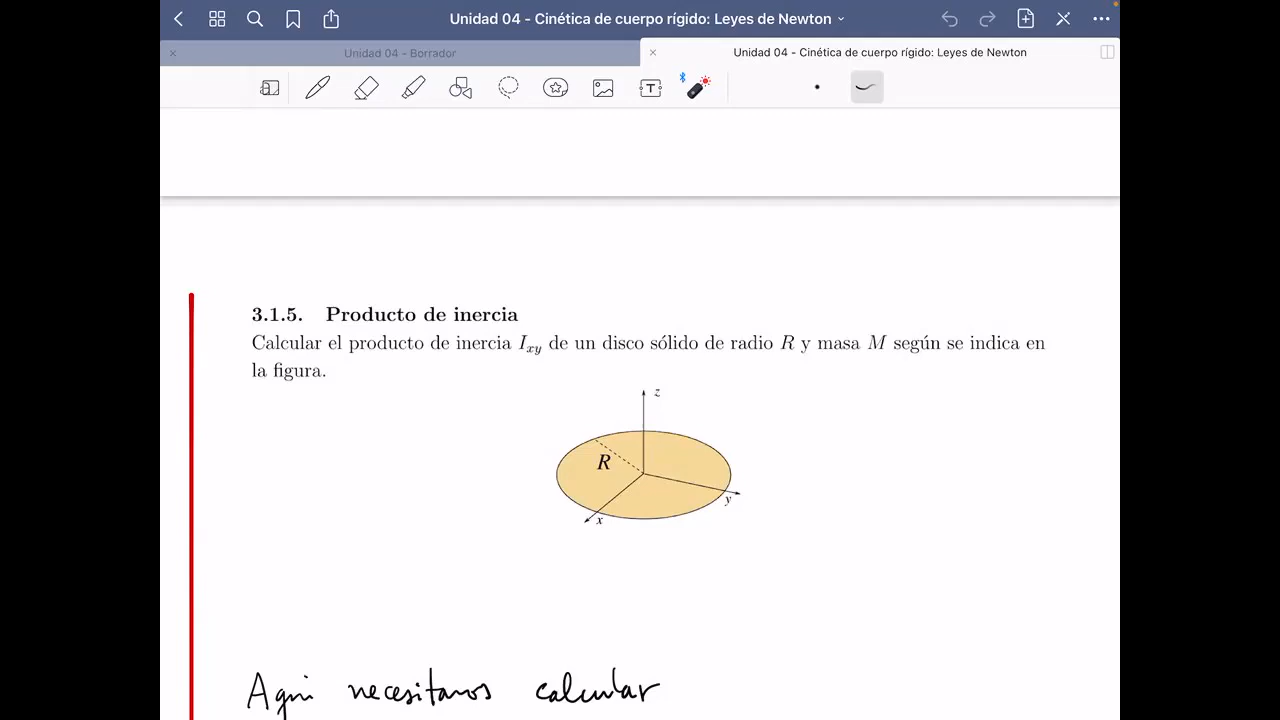 Unidad 04 - Cinética de cuerpo rígido: Leyes de Newton
Unidad 04 - Borrador
Unidad 04 - Cinética de cuerpo rígido: Leyes de Newton
T
3.1.5. Producto de inercia
Calcular el producto de inercia I_xy de un disco sólido de radio R y masa M según se indica en
la figura.
z
R
y
x
Aqui necesitamos calcular